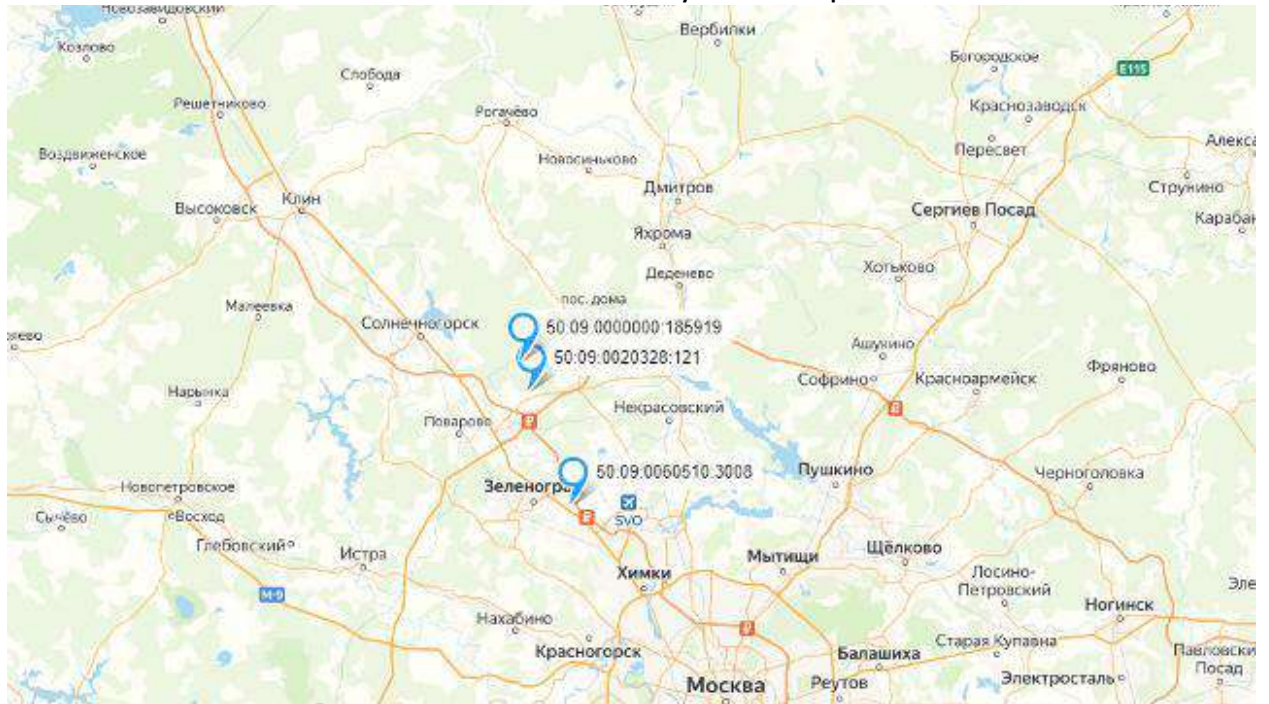 Новозавидовский
Вербилки
Козлово
Богородское
E115
Слобода
Решетниково
Рогачёво
Краснозаводск
Воздвиженское
Новосиньково
Пересвет
Дмитров
Струнино
Клин
Высоковск
Сергиев Посад
Яхрома
Хотьково
Деденево
Малеевка
пос. дома
Солнечногорск
50:09:0000000:185919
50:09:0020328:121
Ашукино
Фряново
Софрино
Красноармейск
Нарынка
Некрасовский
Поварово
50:09:0060510:3008
Пушкино
Черноголовка
Новопетровское
Зеленогра
Сычёво
Восход
SVO
Глебовский
Истра
Мытищи
Щёлково
Химки
Лосино-
Петровский
М-9
Ногинск
Нахабино
Красногорск
Балашиха
Старая Купавна
Павловски
Посад
Москва
Реутов
Электросталь